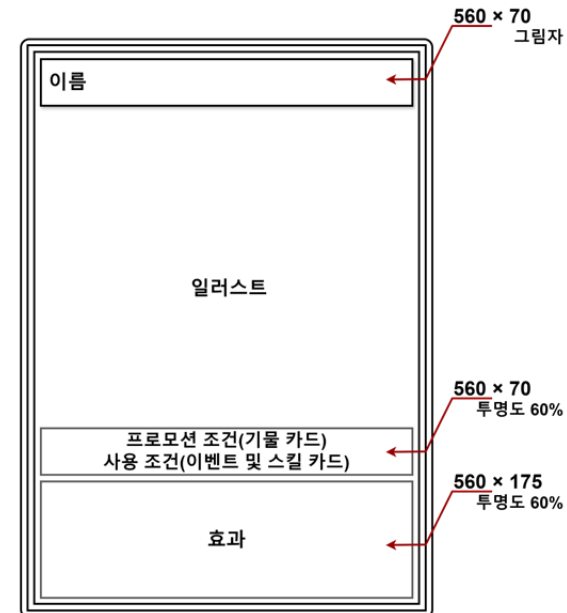 560 × 70
그림자
이름
일러스트
560 × 70
투명도 60%
프로모션 조건(기물 카드)
사용 조건(이벤트 및 스킬 카드)
560 × 175
투명도 60%
효과